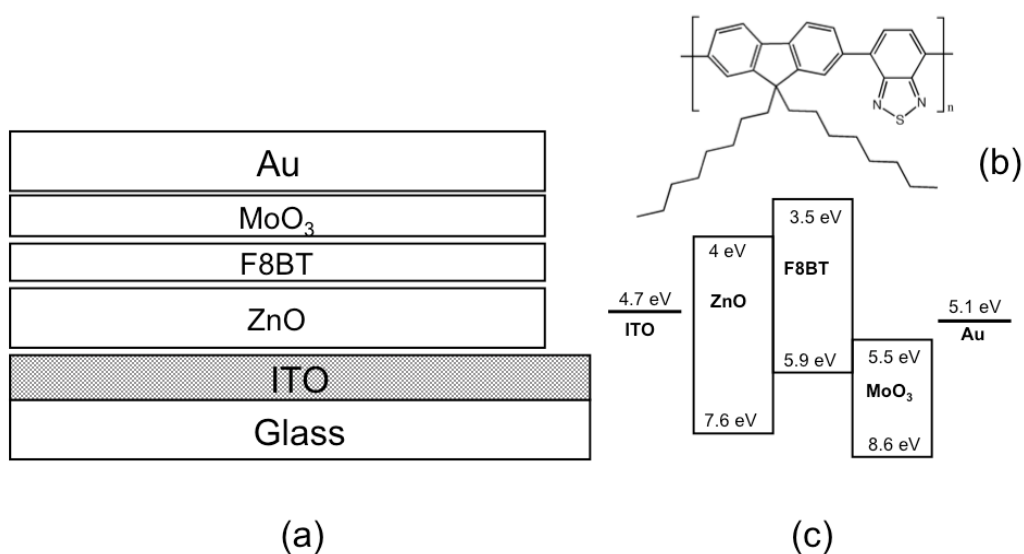 Au
MoO3
F8BT
ZnO
ITO
Glass
(a)
n
N
N
S
(b)
3.5 eV
4 eV
F8BT
4.7 eV
ZnO
5.1 eV
ITO
Au
5.9 eV
5.5 eV
MoO3
7.6 eV
8.6 eV
(c)